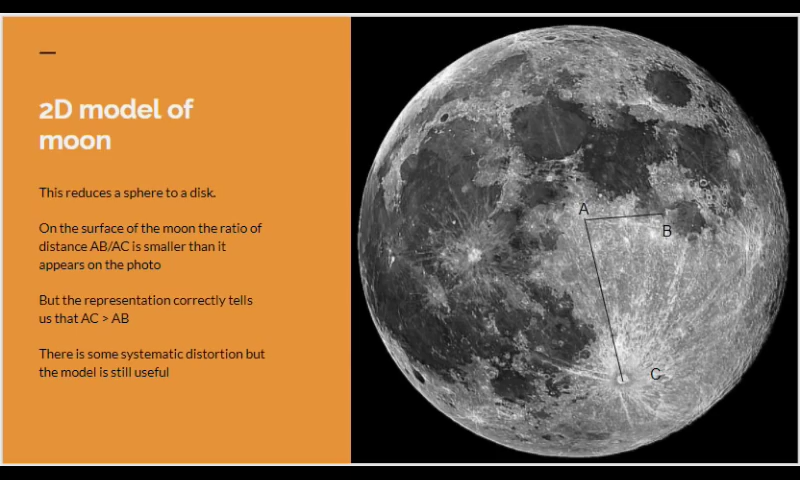 2D model of
moon
This reduces a sphere to a disk.
On the surface of the moon the ratio of
distance AB/AC is smaller than it
appears on the photo
But the representation correctly tells
us that AC > AB
There is some systematic distortion but
the model is still useful
A
B
C